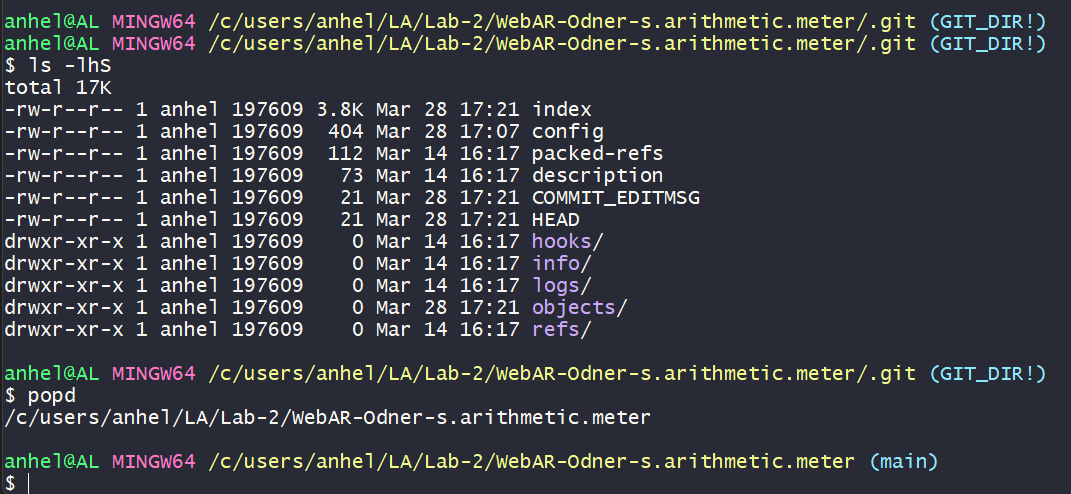 anhel@AL MINGW64 /c/users/anhel/LA/Lab-2/WebAR-Odner-s.arithmetic.meter/.git (GIT_DIR!)
anhel@AL MINGW64 /c/users/anhel/LA/Lab-2/WebAR-Odner-s.arithmetic.meter/.git (GIT_DIR!)
$ ls -lhS
total 17K
-rw-r--r-- 1 anhel 197609 3.8K Mar 28 17:21 index
-rw-r--r-- 1 anhel 197609  404 Mar 28 17:07 config
-rw-r--r-- 1 anhel 197609  112 Mar 14 16:17 packed-refs
-rw-r--r-- 1 anhel 197609   73 Mar 14 16:17 description
-rw-r--r-- 1 anhel 197609   21 Mar 28 17:21 COMMIT_EDITMSG
-rw-r--r-- 1 anhel 197609   21 Mar 28 17:21 HEAD
drwxr-xr-x 1 anhel 197609    0 Mar 14 16:17 hooks/
drwxr-xr-x 1 anhel 197609    0 Mar 14 16:17 info/
drwxr-xr-x 1 anhel 197609    0 Mar 14 16:17 logs/
drwxr-xr-x 1 anhel 197609    0 Mar 28 17:21 objects/
drwxr-xr-x 1 anhel 197609    0 Mar 14 16:17 refs/
anhel@AL MINGW64 /c/users/anhel/LA/Lab-2/WebAR-Odner-s.arithmetic.meter/.git (GIT_DIR!)
$ popd
/c/users/anhel/LA/Lab-2/WebAR-Odner-s.arithmetic.meter
anhel@AL MINGW64 /c/users/anhel/LA/Lab-2/WebAR-Odner-s.arithmetic.meter (main)
$